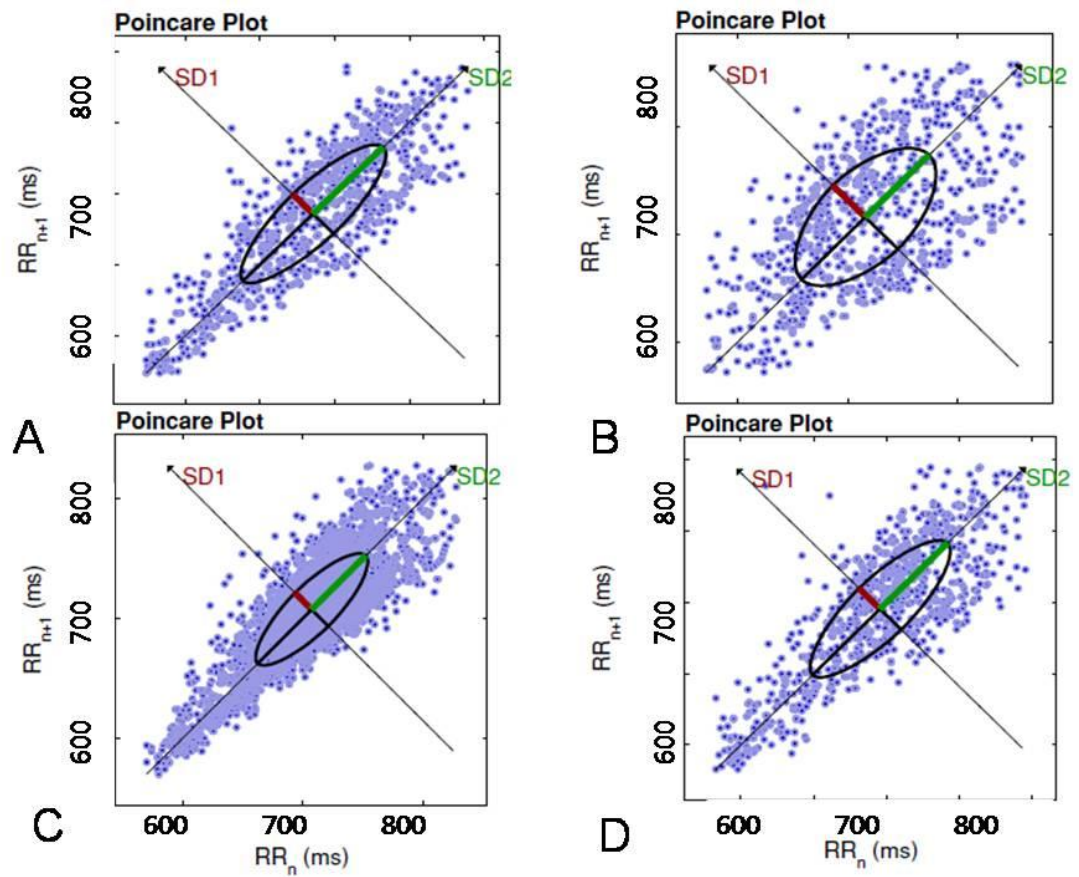 Poincare Plot
SD1
SD2
800
700
600
RRn+1 (ms)
A
Poincare Plot
SD1
SD2
800
700
600
RRn+1 (ms)
B
Poincare Plot
SD1
SD2
800
700
600
RRn+1 (ms)
C
600 700 800
RRn (ms)
Poincare Plot
SD1
SD2
800
700
600
RRn+1 (ms)
D
600 700 800
RRn (ms)